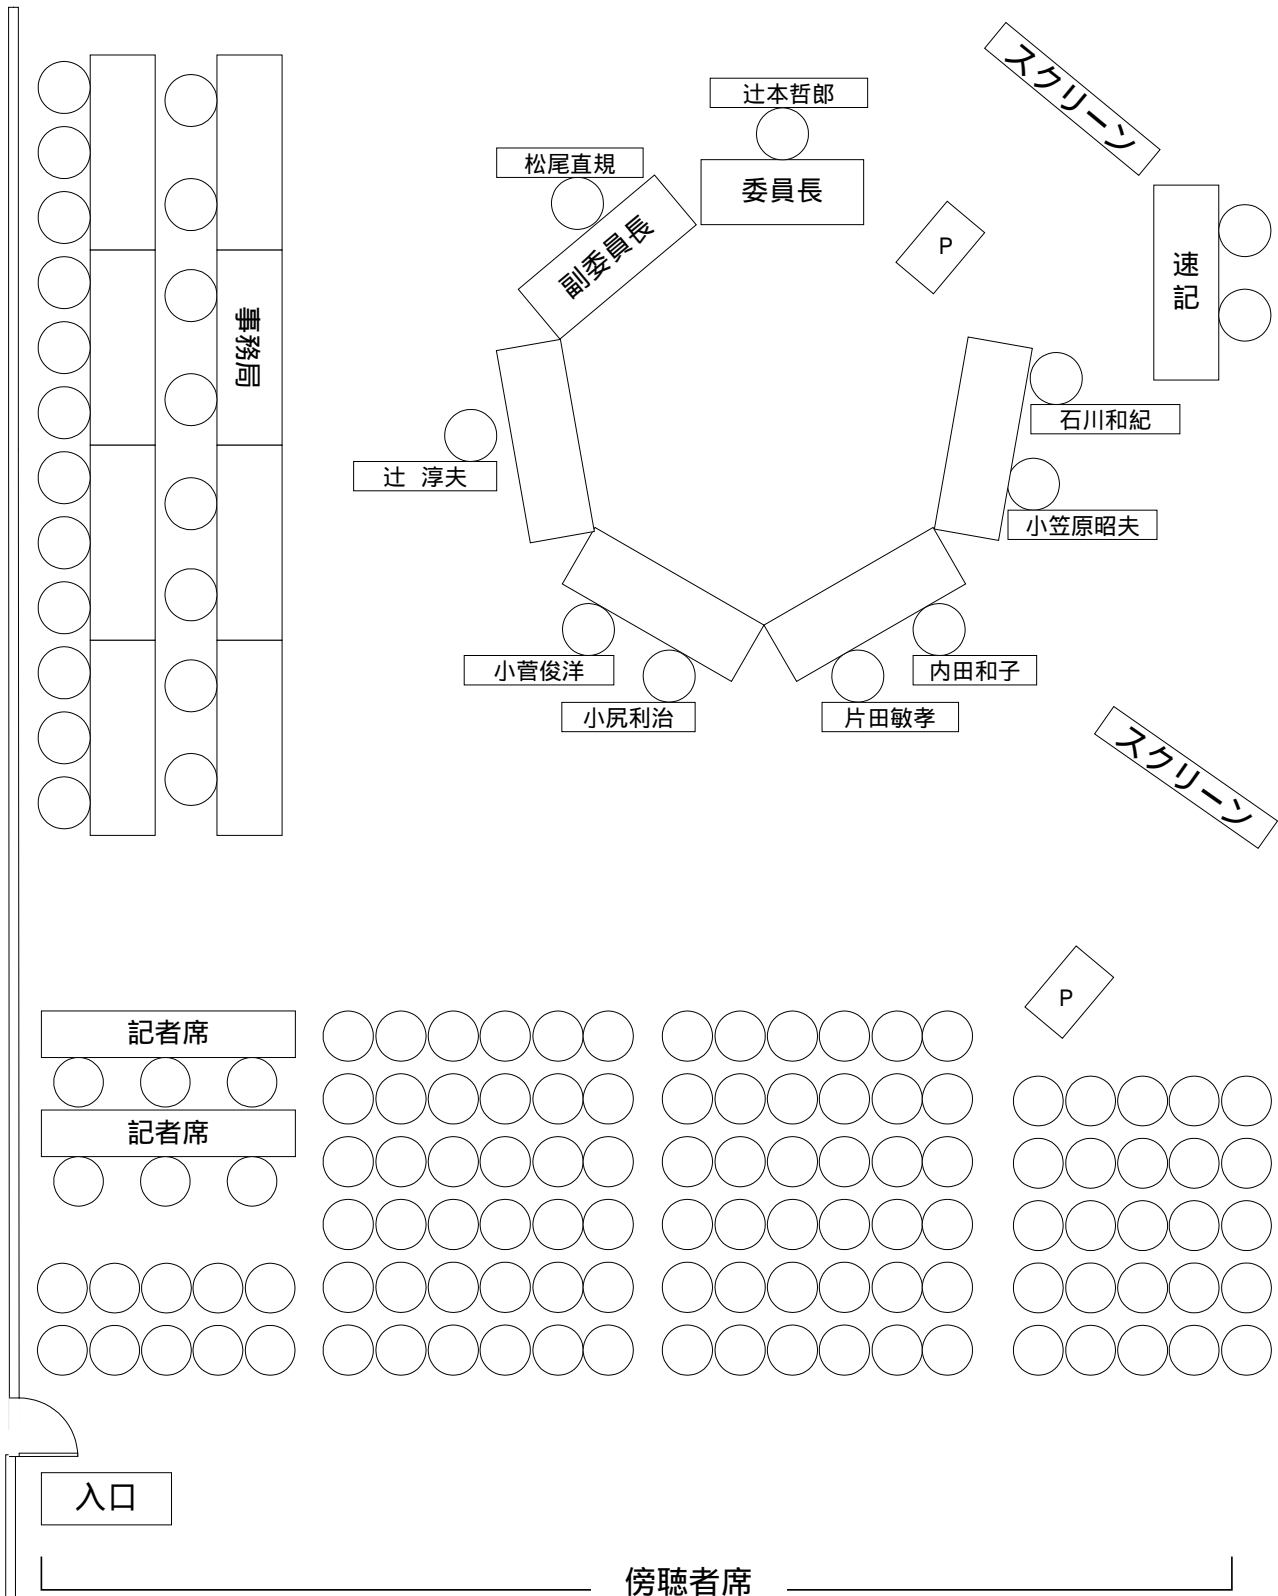 スクリーン
辻本哲郎
松尾直規
委員長
副委員長
P
速記
事務局
石川和紀
辻 淳夫
小笠原昭夫
小菅俊洋
内田和子
小尻利治
片田敏孝
スクリーン
P
記者席
記者席
入口
傍聴者席